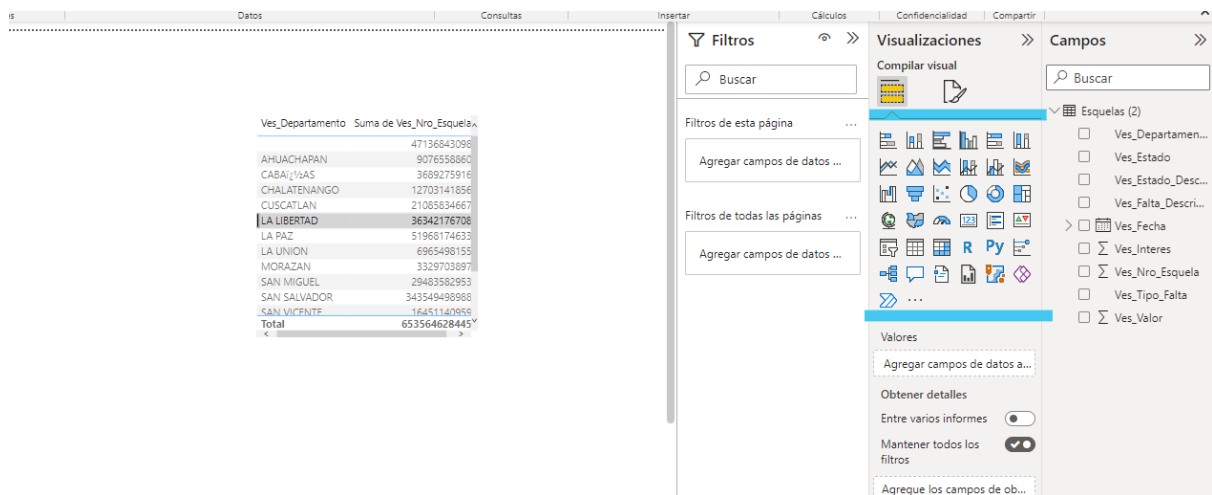 es Datos Consultas Insertar Cálculos Confidencialidad Compartir
Ves_Departamento Suma de Ves_Nro_Esquela
47136843098
AHUACHAPAN 9076558860
CABAï¿½AS 3689275916
CHALATENANGO 12703141856
CUSCATLAN 21085834667
LA LIBERTAD 36342176708
LA PAZ 51968174633
LA UNION 6965498155
MORAZAN 3329703897
SAN MIGUEL 29483582953
SAN SALVADOR 343549498988
SAN VICENTE 16451140959
Total 653564628445
Filtros
Buscar
Filtros de esta página ...
Agregar campos de datos ...
Filtros de todas las páginas ...
Agregar campos de datos ...
Visualizaciones
Compilar visual
123
R Py
...
Valores
Agregar campos de datos a...
Obtener detalles
Entre varios informes
Mantener todos los
filtros
Agregue los campos de ob...
Campos
Buscar
Esquelas (2)
Ves_Departamen...
Ves_Estado
Ves_Estado_Desc...
Ves_Falta_Descri...
Ves_Fecha
∑ Ves_Interes
∑ Ves_Nro_Esquela
Ves_Tipo_Falta
∑ Ves_Valor